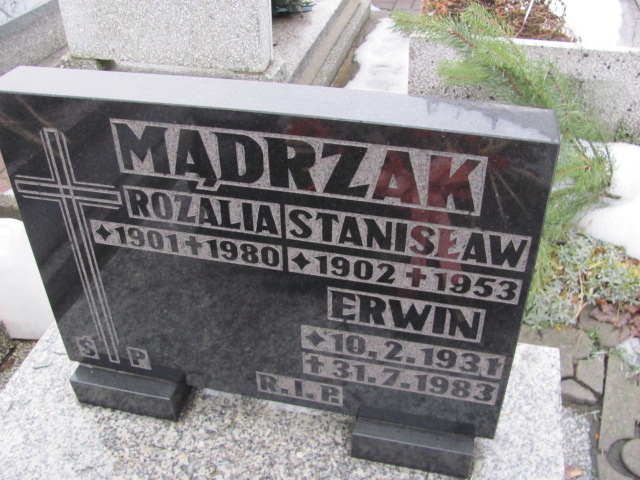 MĄDRZAK
ROZALIA STANISŁAW
✦1901✝1980 ✦1902✝1953
ERWIN
✦10.2.1931
✝31.7.1983
S P
R.I.P.